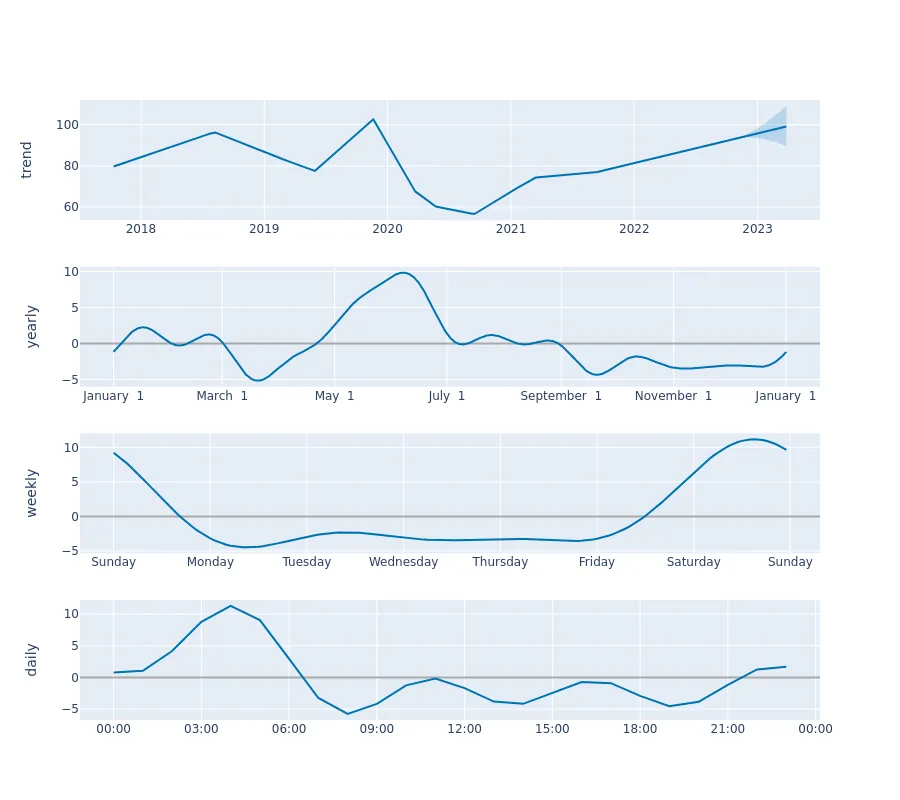 trend
100
80
60
2018 2019 2020 2021 2022 2023
yearly
10
5
0
−5
January 1 March 1 May 1 July 1 September 1 November 1 January 1
weekly
10
5
0
−5
Sunday Monday Tuesday Wednesday Thursday Friday Saturday Sunday
daily
10
5
0
−5
00:00 03:00 06:00 09:00 12:00 15:00 18:00 21:00 00:00